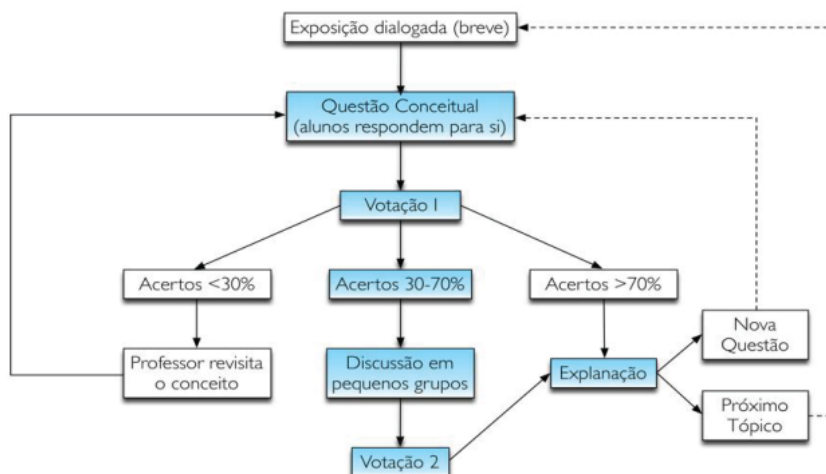 Exposição dialogada (breve)
Questão Conceitual
(alunos respondem para si)
Votação I
Acertos <30%
Acertos 30-70%
Acertos >70%
Professor revisita
o conceito
Discussão em
pequenos grupos
Explanação
Nova
Questão
Próximo
Tópico
Votação 2